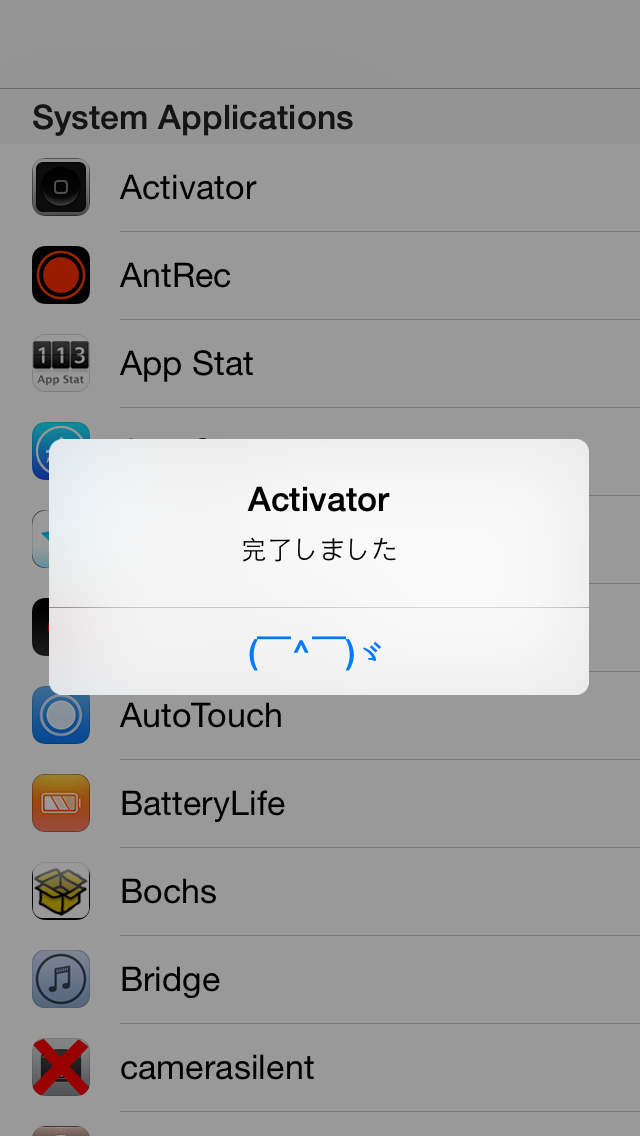 System Applications
Activator
AntRec
113
App Stat
App Stat
Activator
完了しました
(￣^￣)ゞ
AutoTouch
BatteryLife
Bochs
Bridge
camerasilent